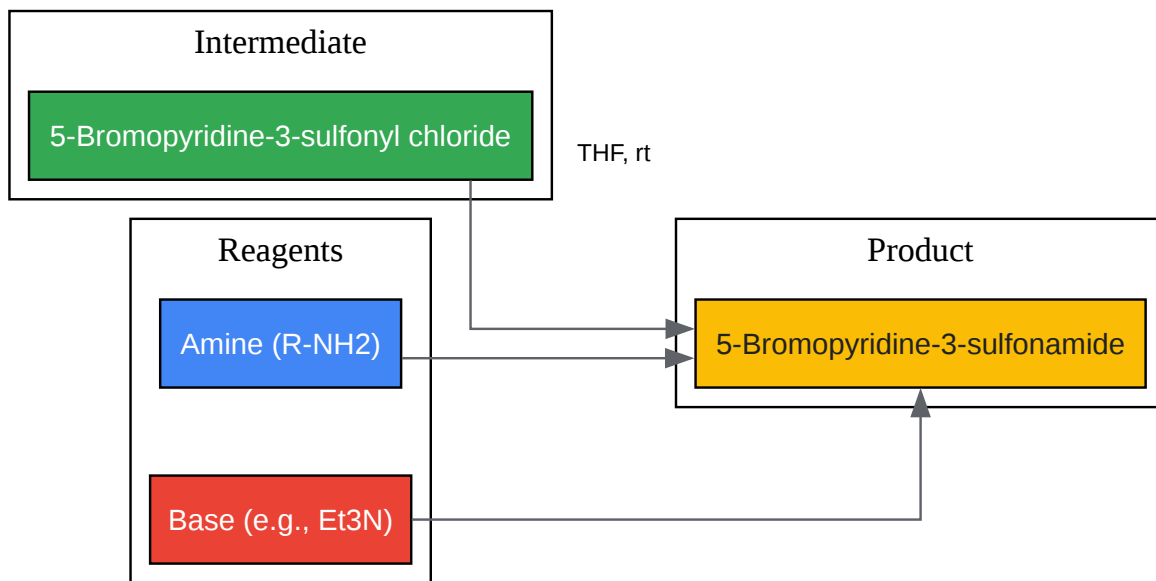 Intermediate
5-Bromopyridine-3-sulfonyl chloride
THF, rt
Reagents
Amine (R-NH2)
Base (e.g., Et3N)
Product
5-Bromopyridine-3-sulfonamide